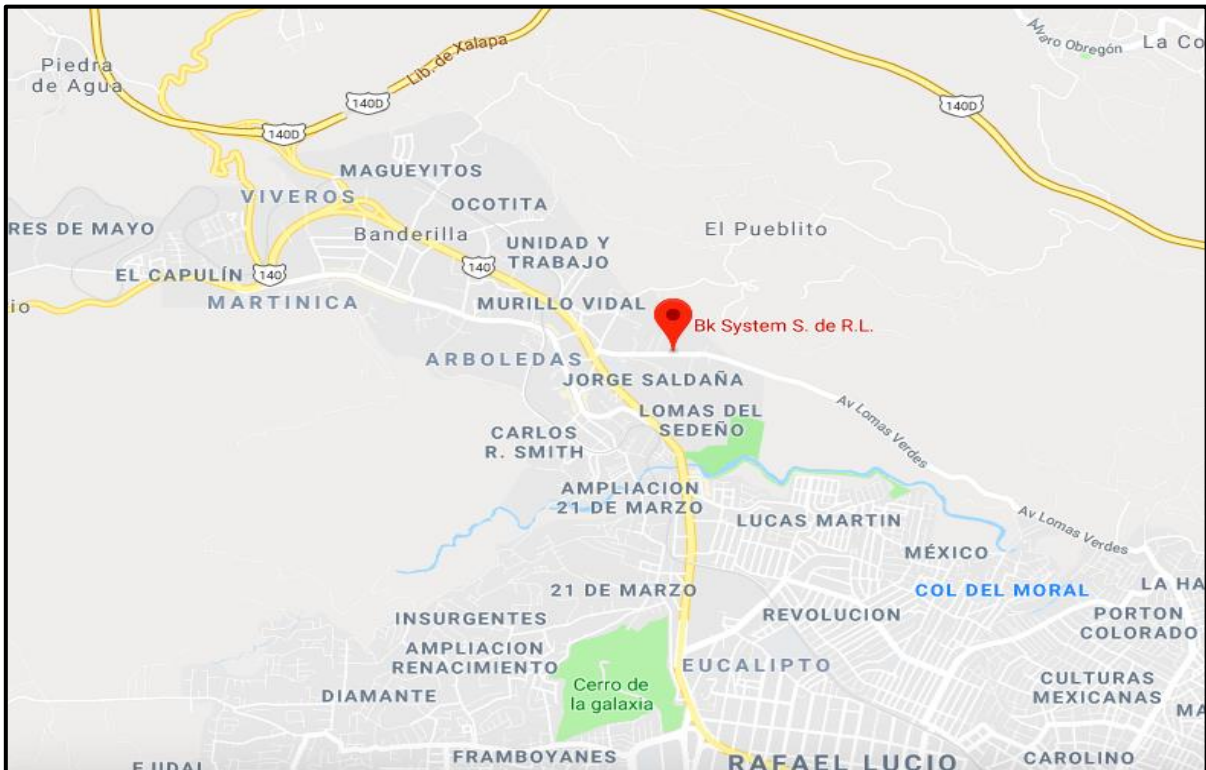 Álvaro Obregón
La Co
Piedra
de Agua
Lib. de Xalapa
140D
140D
140D
MAGUEYITOS
VIVEROS
OCOTITA
RES DE MAYO
Banderilla
El Pueblito
UNIDAD Y
TRABAJO
EL CAPULÍN
140
140
io
MARTINICA
MURILLO VIDAL
Bk System S. de R.L.
ARBOLEDAS
JORGE SALDAÑA
LOMAS DEL
SEDEÑO
Av Lomas Verdes
CARLOS
R. SMITH
AMPLIACION
21 DE MARZO
LUCAS MARTIN
Av Lomas Verdes
MÉXICO
21 DE MARZO
COL DEL MORAL
LA HA
INSURGENTES
REVOLUCION
PORTON
COLORADO
AMPLIACION
RENACIMIENTO
EUCALIPTO
DIAMANTE
Cerro de
la galaxia
CULTURAS
MEXICANAS
MA
FRAMBOYANES
RAFAEL LUCIO
CAROLINO
EJIDAL